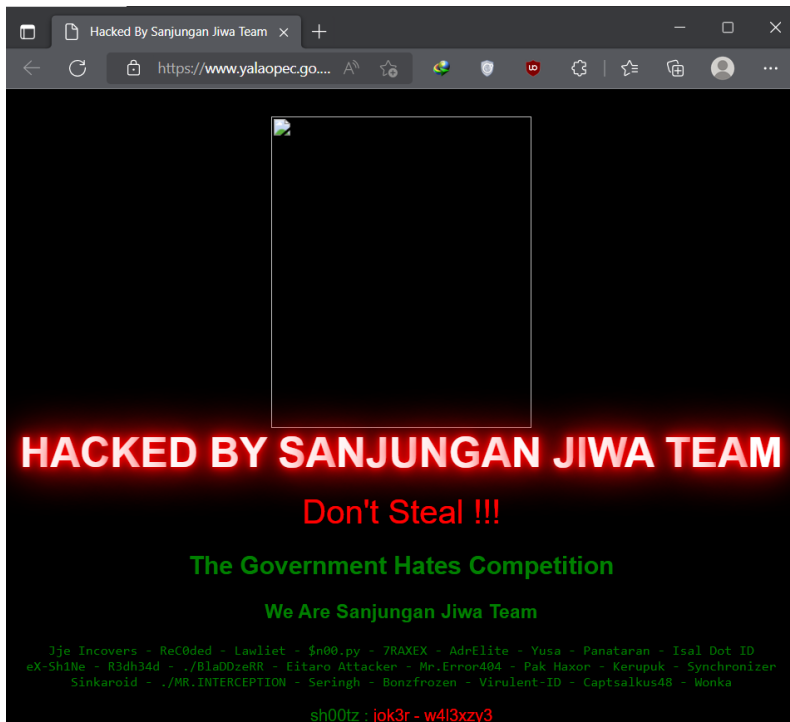 Hacked By Sanjungan Jiwa Team
https://www.yalaopec.go....
HACKED BY SANJUNGAN JIWA TEAM
Don't Steal !!!
The Government Hates Competition
We Are Sanjungan Jiwa Team
Jje Incovers - ReC0ded - Lawliet - $n00.py - 7RAXEX - AdrElite - Yusa - Panataran - Isal Dot ID
eX-Sh1Ne - R3dh34d - ./BlaDDzeRR - Eitaro Attacker - Mr.Error404 - Pak Haxor - Kerupuk - Synchronizer
Sinkaroid - ./MR.INTERCEPTION - Seringh - Bonzfrozen - Virulent-ID - Captsalkus48 - Wonka
sh00tz : jok3r - w4l3xzy3